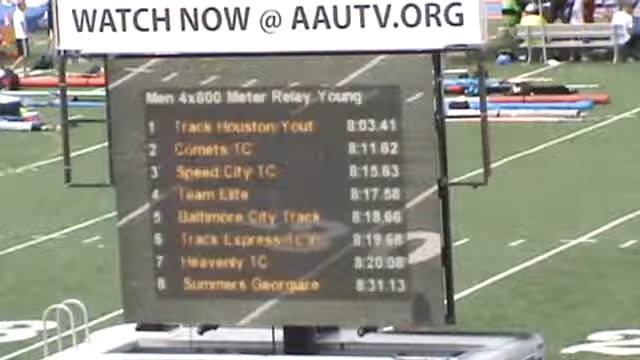 WATCH NOW @ AAUTV.ORG
Men 4x800 Meter Relay Young
1 Track Houston Yout 8:03.41
2 Comets TC 8:11.62
3 Speed City TC 8:15.63
4 Team Elite 8:17.58
5 Baltimore City Track 8:18.66
6 Track Express 8:19.68
7 Heavenly TC 8:20.08
8 Summers Georguire 8:31.13